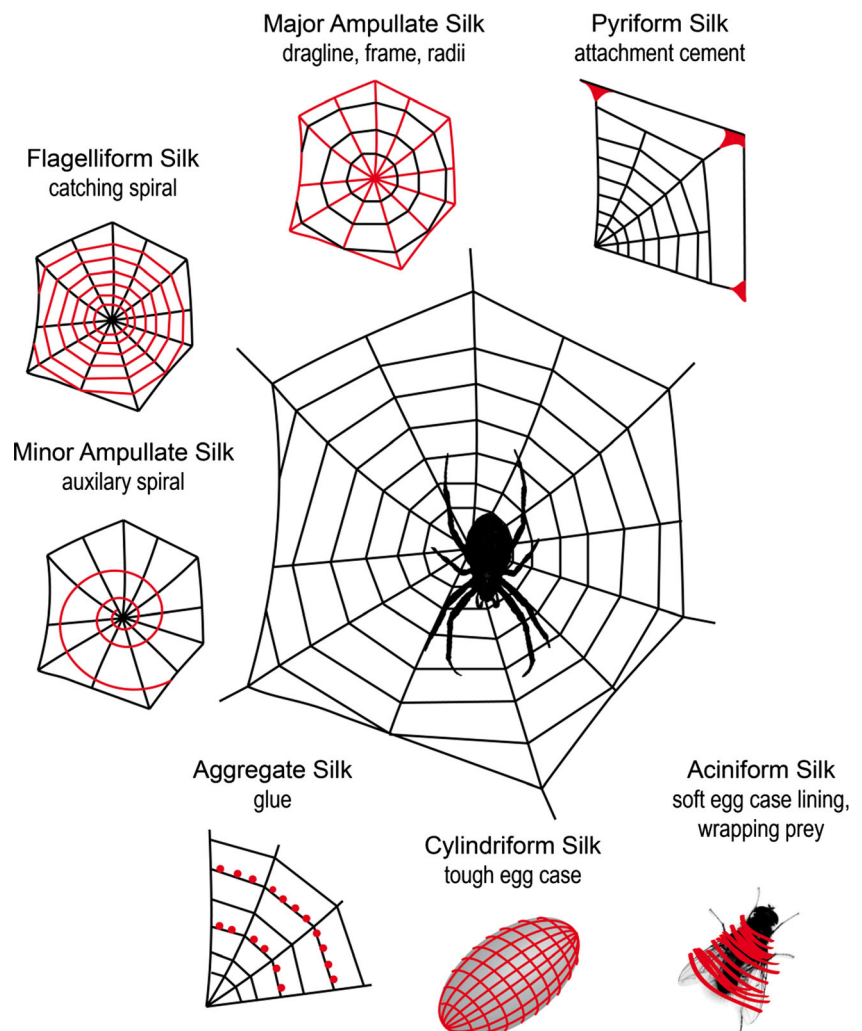 Major Ampullate Silk
dragline, frame, radii
Pyriform Silk
attachment cement
Flagelliform Silk
catching spiral
Minor Ampullate Silk
auxilary spiral
Aggregate Silk
glue
Cylindriform Silk
tough egg case
Aciniform Silk
soft egg case lining,
wrapping prey